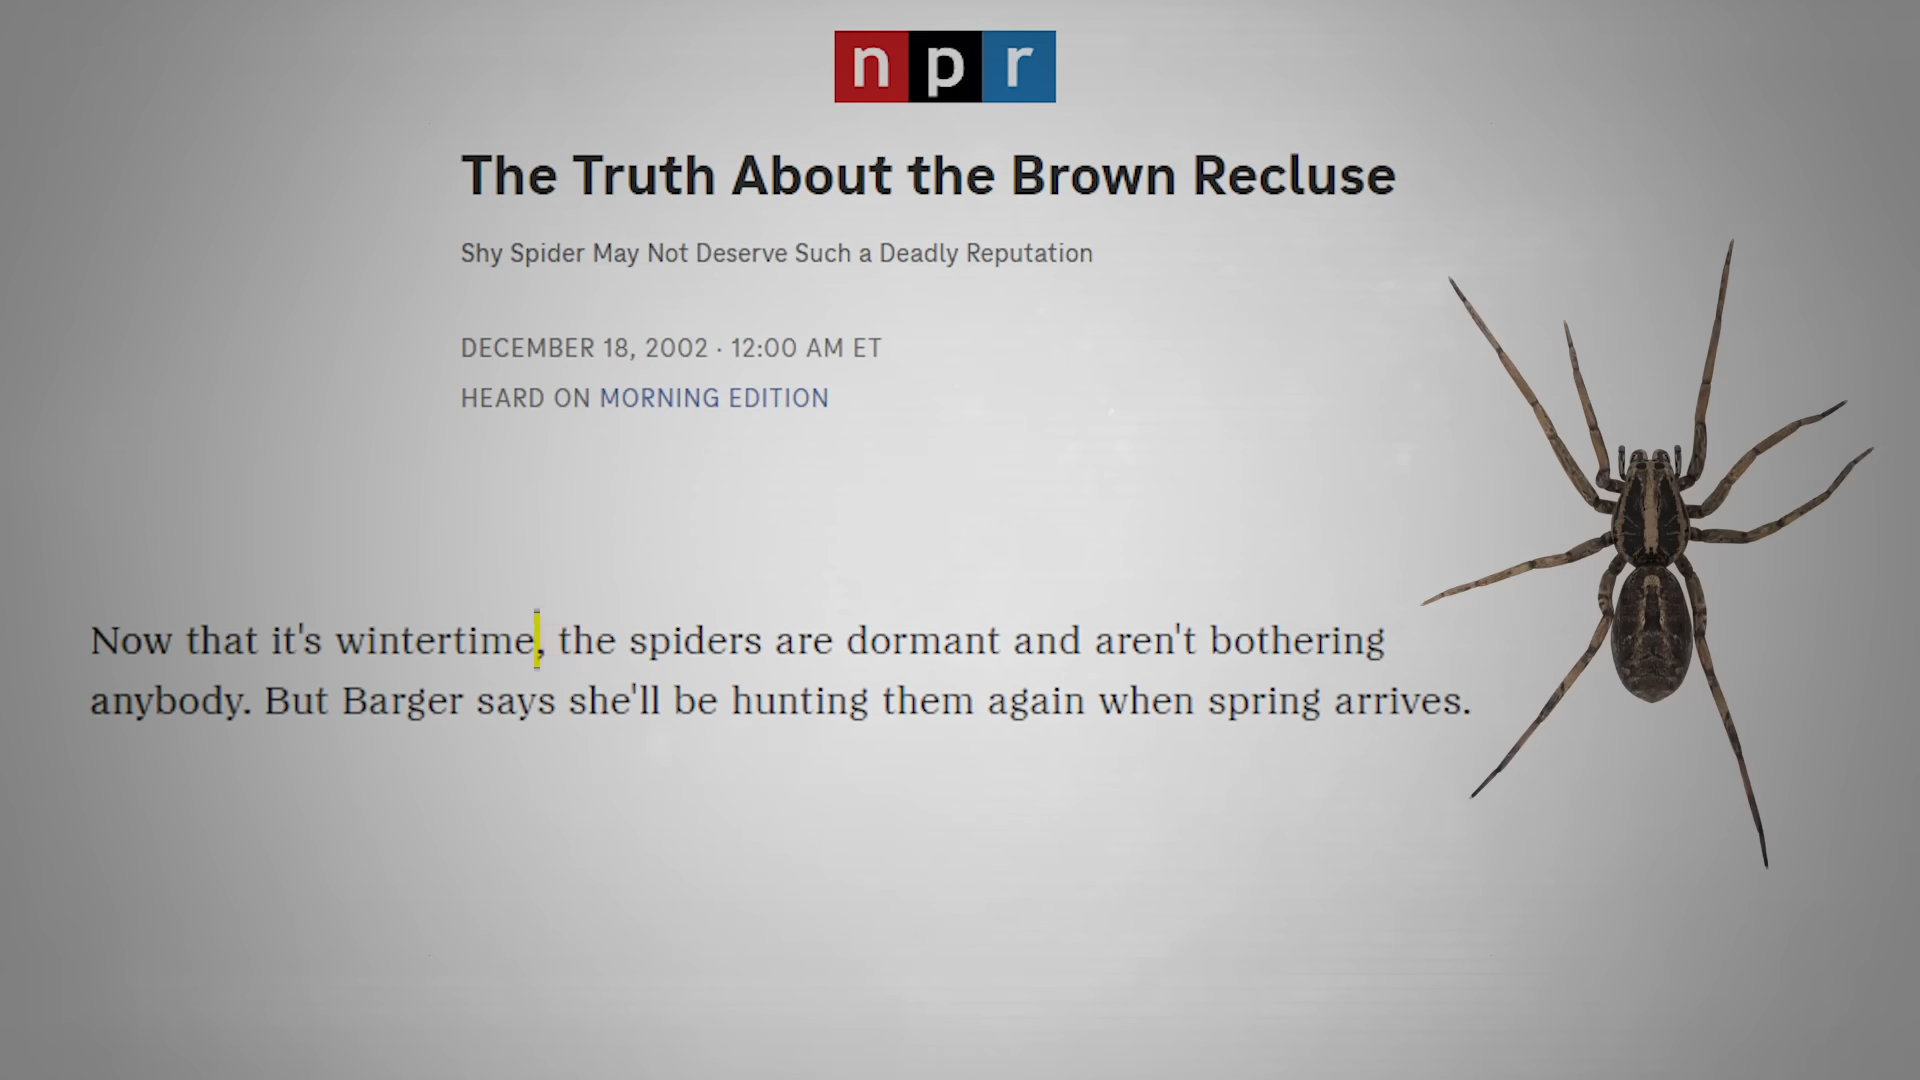 npr
The Truth About the Brown Recluse
Shy Spider May Not Deserve Such a Deadly Reputation
DECEMBER 18, 2002 · 12:00 AM ET
HEARD ON MORNING EDITION
Now that it's wintertime, the spiders are dormant and aren't bothering
anybody. But Barger says she'll be hunting them again when spring arrives.